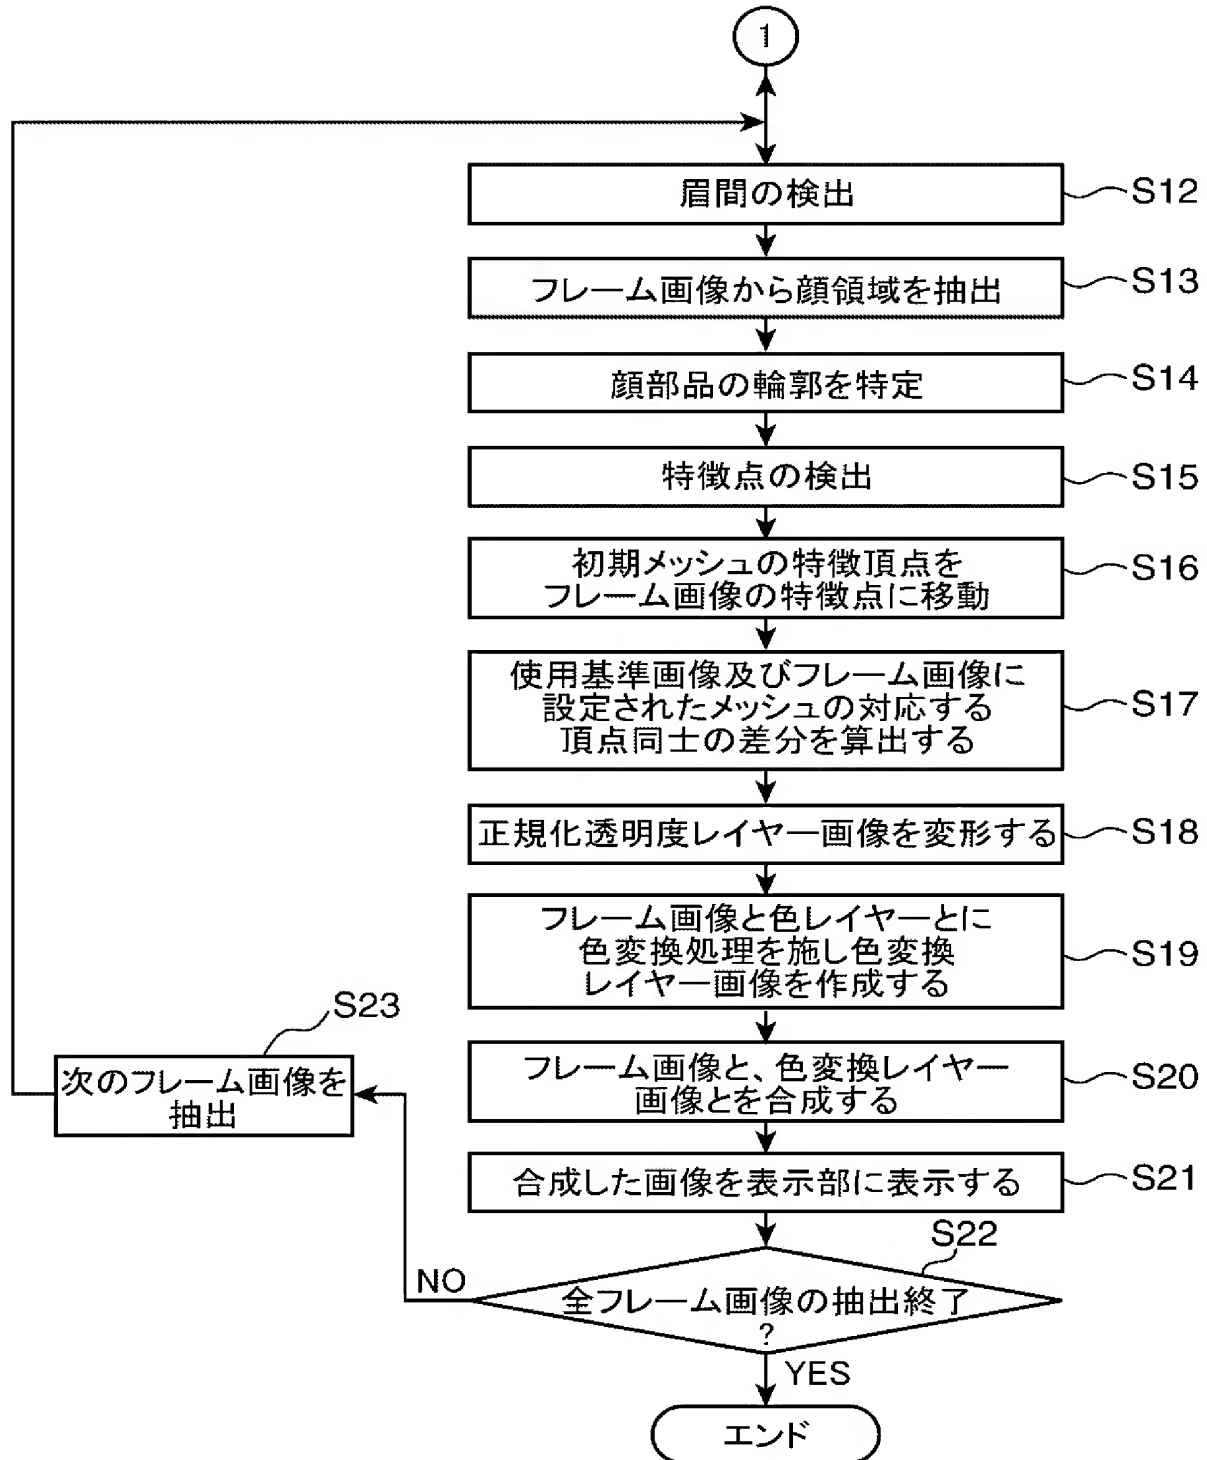 1
眉間の検出
S12
フレーム画像から顔領域を抽出
S13
顔部品の輪郭を特定
S14
特徴点の検出
S15
初期メッシュの特徴頂点を
フレーム画像の特徴点に移動
S16
使用基準画像及びフレーム画像に
設定されたメッシュの対応する
頂点同士の差分を算出する
S17
正規化透明度レイヤー画像を変形する
S18
フレーム画像と色レイヤーとに
色変換処理を施し色変換
レイヤー画像を作成する
S19
フレーム画像と、色変換レイヤー
画像とを合成する
S20
合成した画像を表示部に表示する
S21
S22
全フレーム画像の抽出終了
?
NO
S23
次のフレーム画像を
抽出
YES
エンド